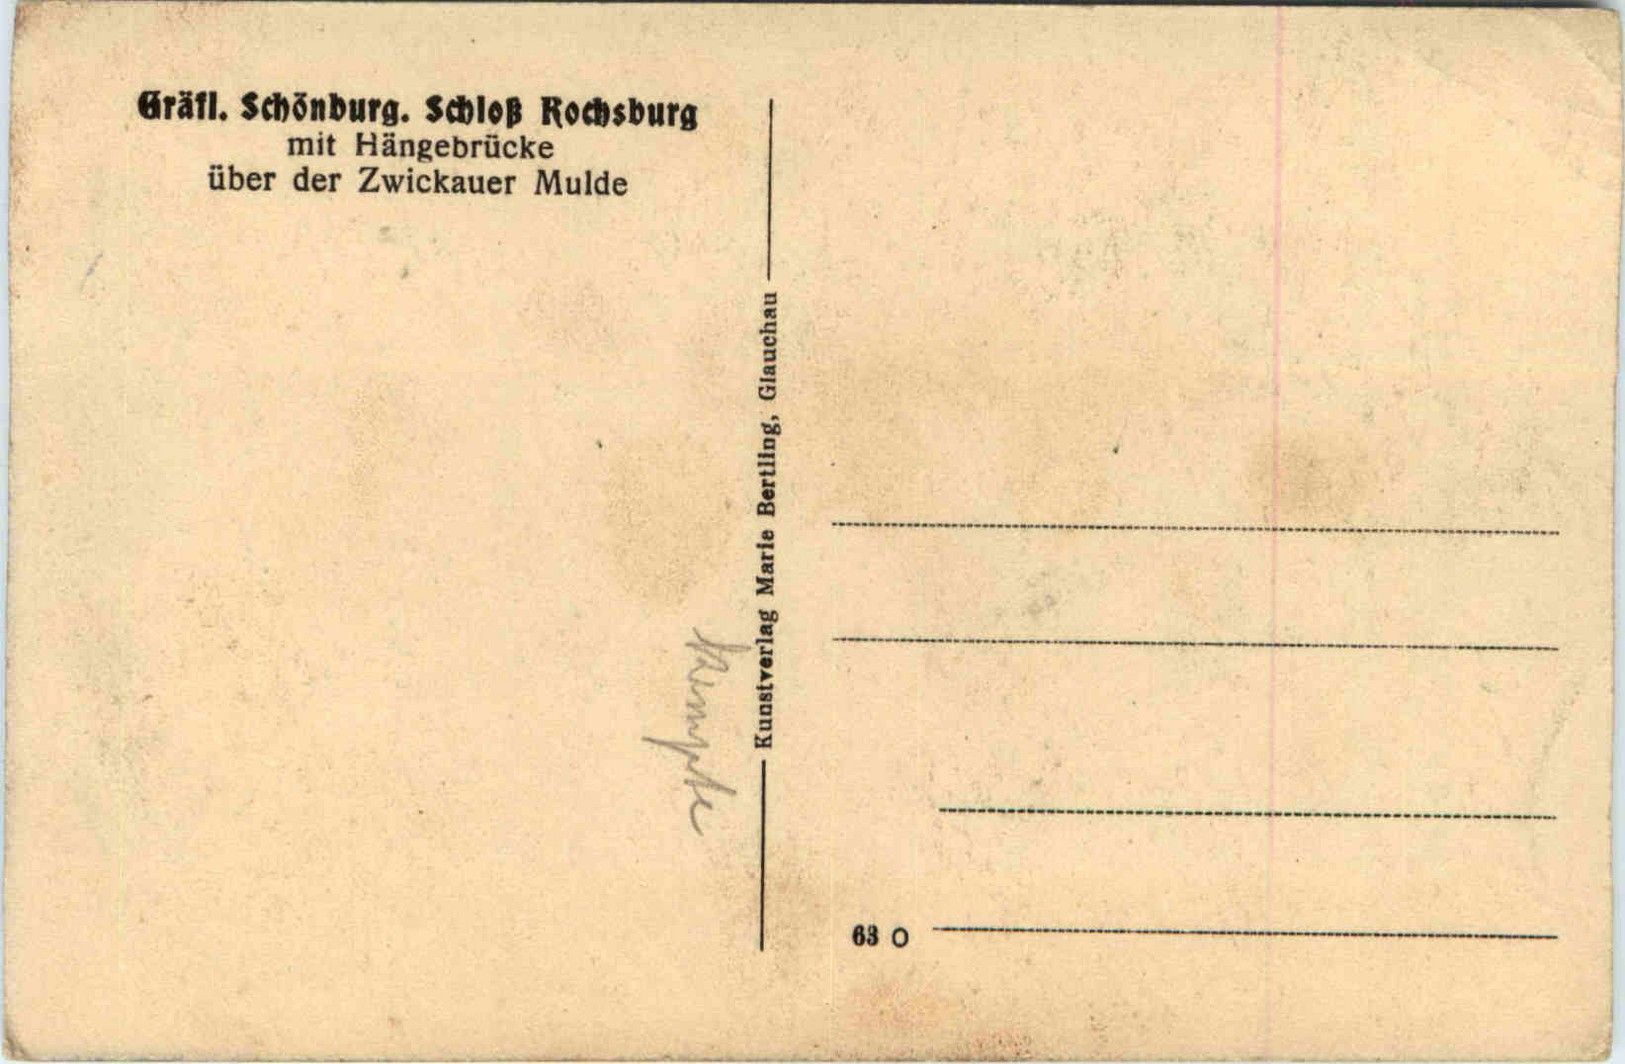 Gräfl. Schönburg. Schloß Rochsburg
mit Hängebrücke
über der Zwickauer Mulde
Kunstverlag Marie Bertling, Glauchau
63 O